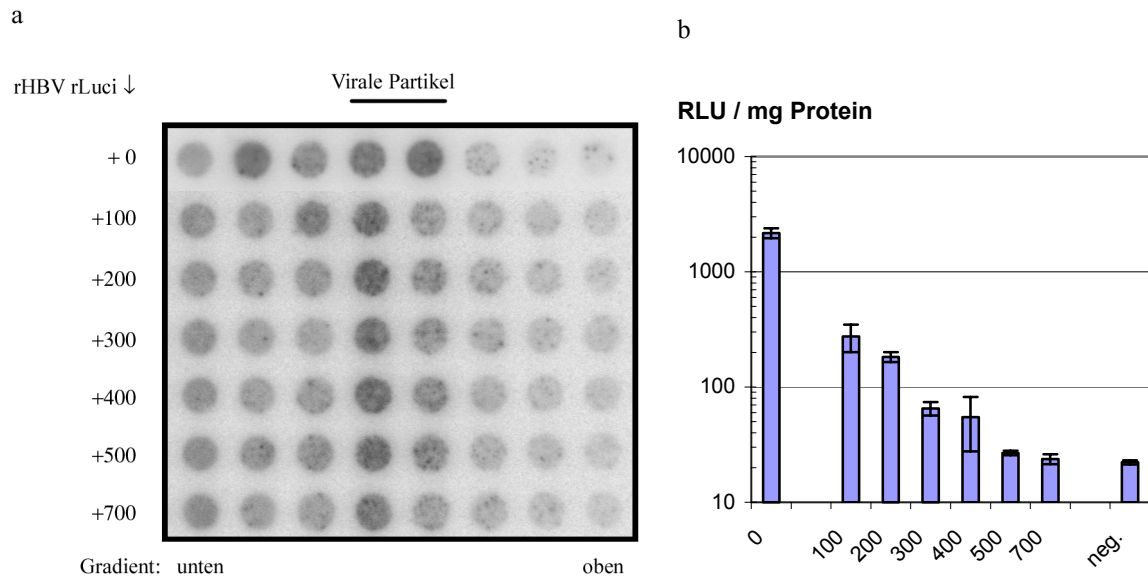 a
rHBV rLuci ↓
Virale Partikel
+ 0
+100
+200
+300
+400
+500
+700
Gradient: unten oben
b
RLU / mg Protein
10000
1000
100
10
0 100 200 300 400 500 700 neg.